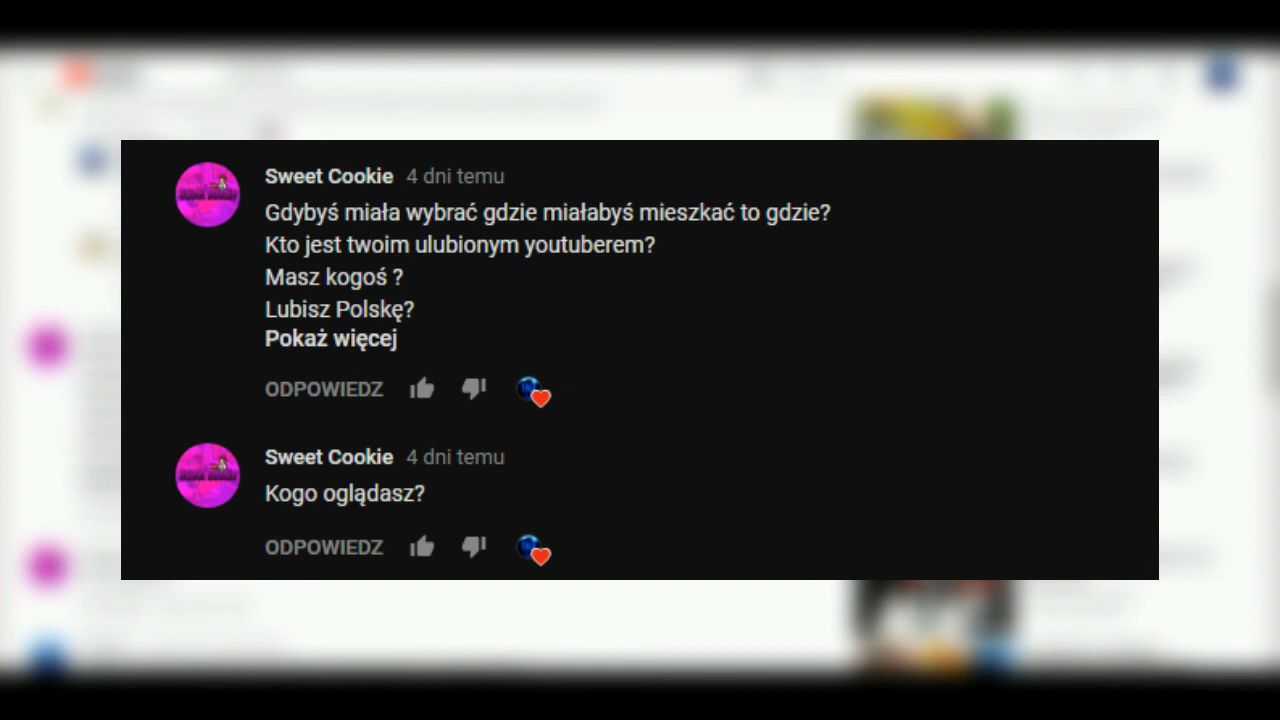 Sweet Cookie 4 dni temu
Gdybyś miała wybrać gdzie miałabyś mieszkać to gdzie?
Kto jest twoim ulubionym youtuberem?
Masz kogoś ?
Lubisz Polskę?
Pokaż więcej
ODPOWIEDZ
Sweet Cookie 4 dni temu
Kogo oglądasz?
ODPOWIEDZ